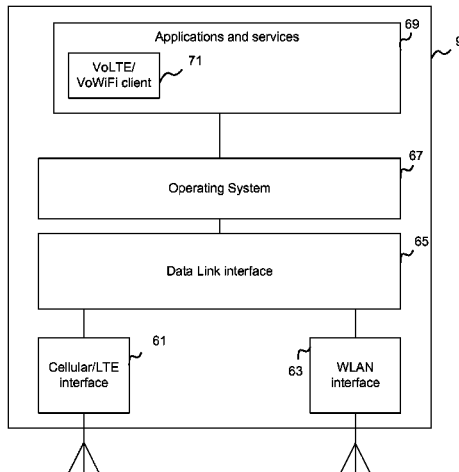 Applications and services
69
9
VoLTE/
VoWiFi client
71
Operating System
67
Data Link interface
65
Cellular/LTE
interface
61
63
WLAN
interface